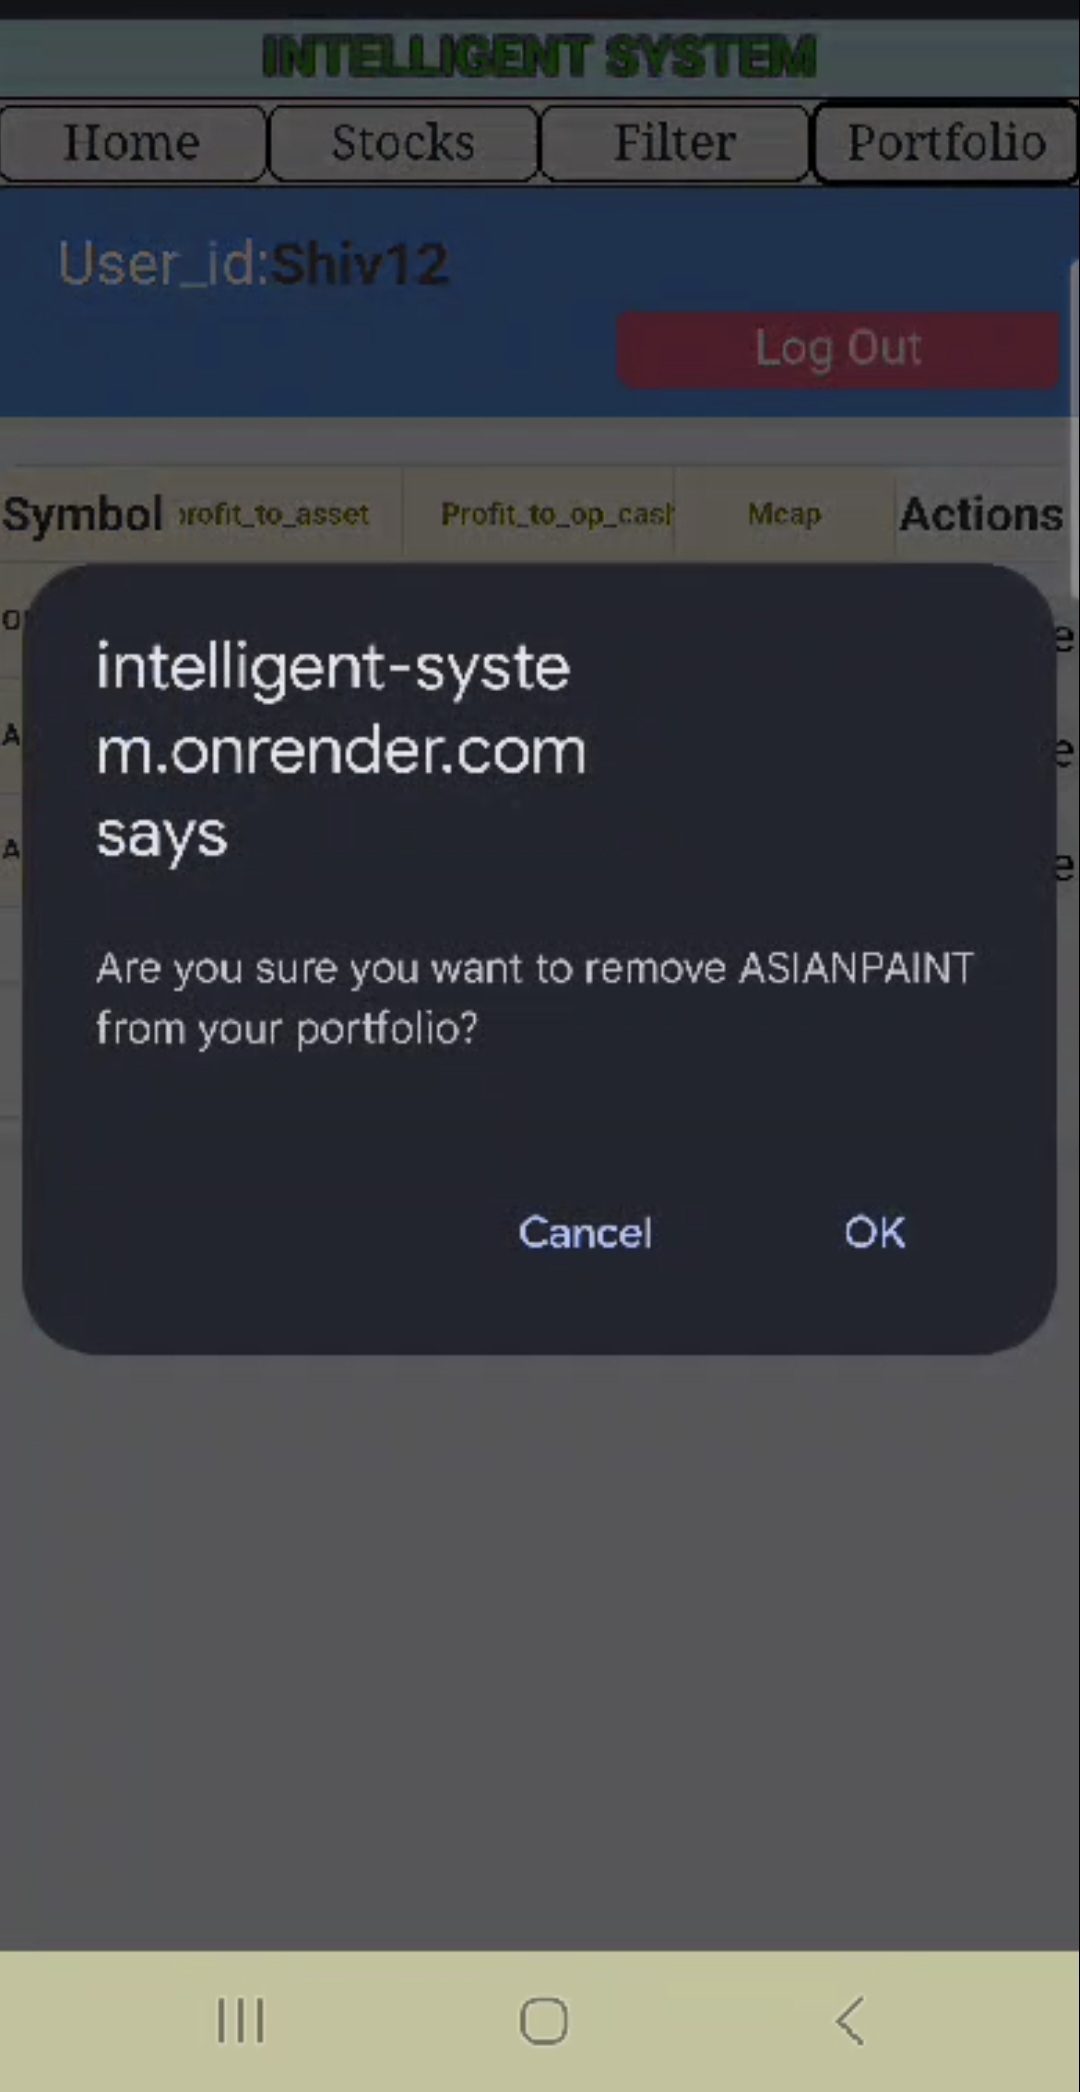 INTELLIGENT SYSTEM
Home Stocks Filter Portfolio
User_id:Shiv12
Log Out
Symbol rofit_to_asset Profit_to_op_cash Mcap Actions
intelligent-syste
m.onrender.com
says
Are you sure you want to remove ASIANPAINT
from your portfolio?
Cancel OK